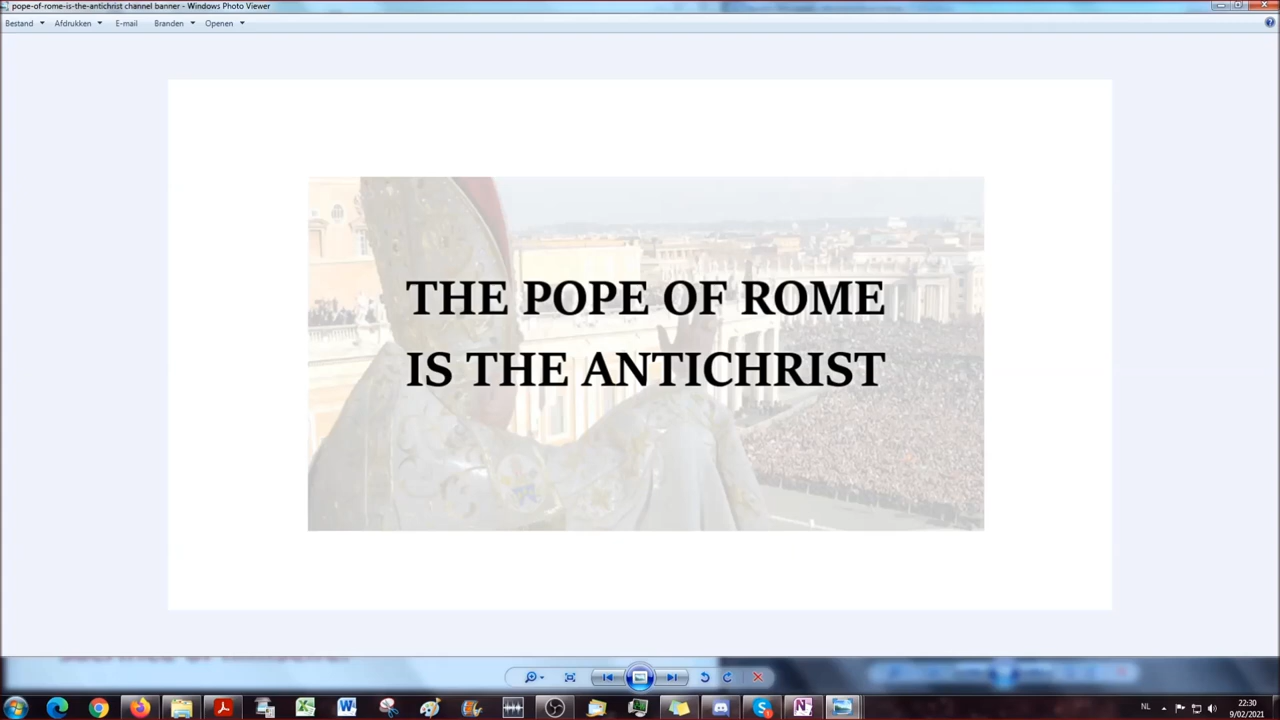 pope-of-rome-is-the-antichrist channel banner - Windows Photo Viewer
Bestand Afdrukken E-mail Branden Openen
THE POPE OF ROME
IS THE ANTICHRIST
NL
22:30
9/02/2021